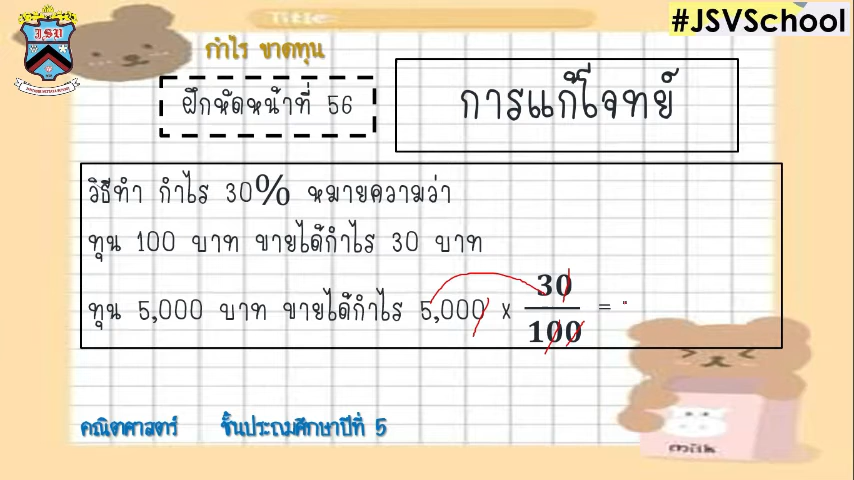 Title
#JSVSchool
J.S.V
กำไร ขาดทุน
ฝึกหัดหน้าที่ 56
การแก้โจทย์
วิธีทำ กำไร 30% หมายความว่า
ทุน 100 บาท ขายได้กำไร 30 บาท
ทุน 5,000 บาท ขายได้กำไร 5,000 x 30/100 =
คณิตศาสตร์ ชั้นประถมศึกษาปีที่ 5
milk